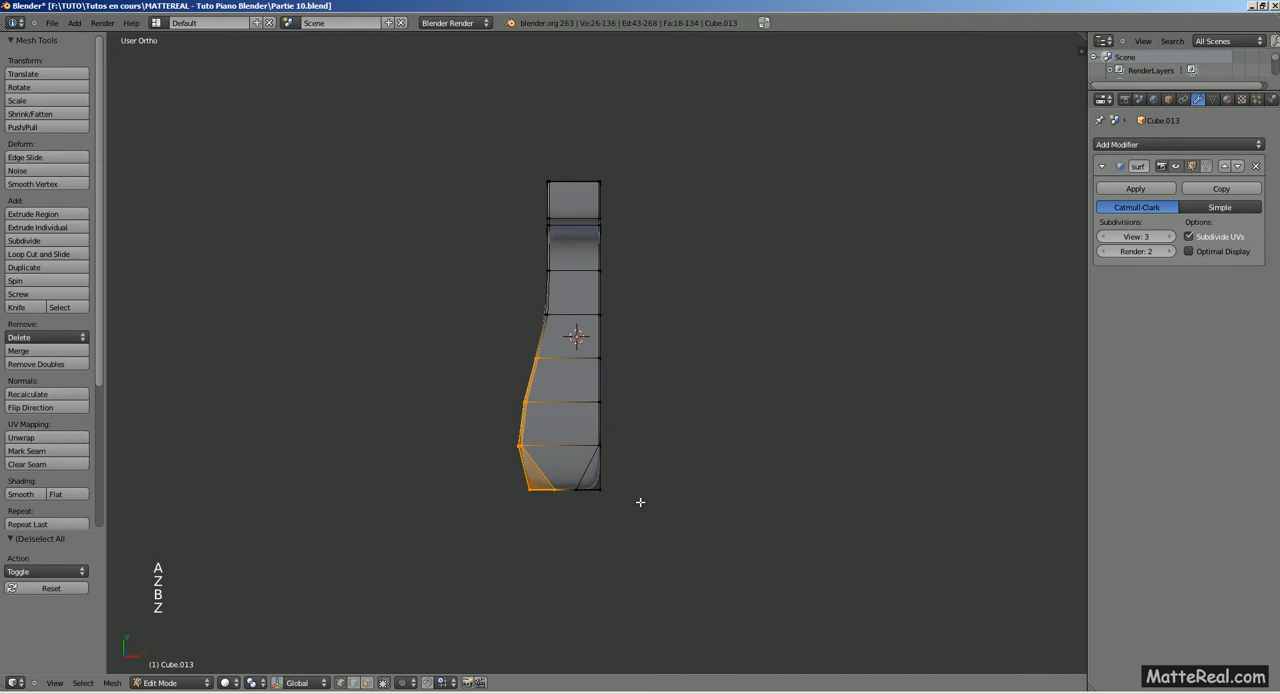 Blender* [F:\TUTO\Tutos en cours\MATTEREAL - Tuto Piano Blender\Partie 10.blend]
File Add Render Help Default Scene Blender Render blender.org 263 | Ve:26-136 | Ed:43-268 | Fa:18-134 | Cube.013 View Search All Scenes
Mesh Tools
User Ortho
Transform:
Translate
Rotate
Scale
Shrink/Fatten
Push/Pull
Deform:
Edge Slide
Noise
Smooth Vertex
Add:
Extrude Region
Extrude Individual
Subdivide
Loop Cut and Slide
Duplicate
Spin
Screw
Knife Select
Remove:
Delete
Merge
Remove Doubles
Normals:
Recalculate
Flip Direction
UV Mapping:
Unwrap
Mark Seam
Clear Seam
Shading:
Smooth Flat
Repeat:
Repeat Last
(De)select All
Action
Toggle
Reset
A
Z
B
Z
(1) Cube.013
View Select Mesh Edit Mode Global
Scene
RenderLayers
Cube.013
Add Modifier
surf
Apply Copy
Catmull-Clark Simple
Subdivisions: Options:
View: 3 Subdivide UVs
Render: 2 Optimal Display
MatteReal.com